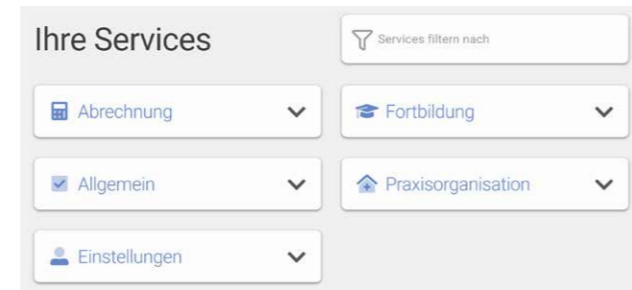 Ihre Services
Services filtern nach
Abrechnung
Fortbildung
Allgemein
Praxisorganisation
Einstellungen